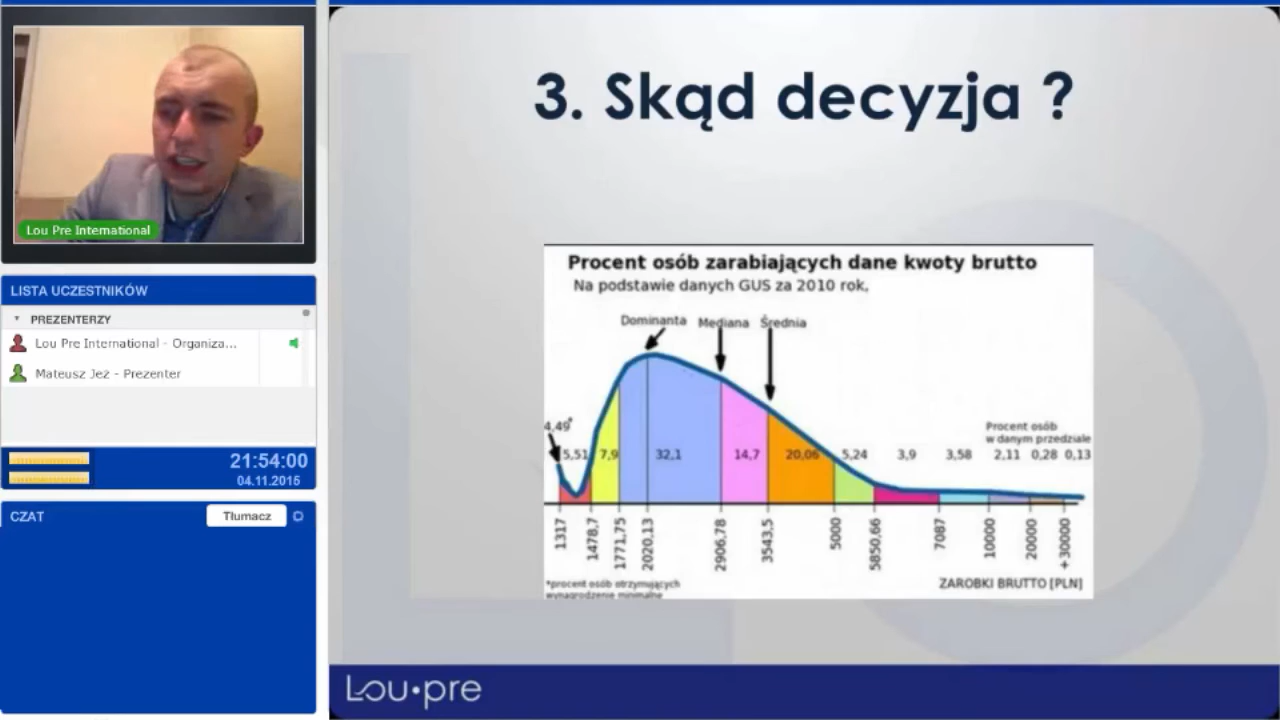 Lou Pre International
LISTA UCZESTNIKÓW
PREZENTERZY
Lou Pre International - Organiza...
Mateusz Jeż - Prezenter
21:54:00
04.11.2015
CZAT
Tłumacz
3. Skąd decyzja ?
Procent osób zarabiających dane kwoty brutto
Na podstawie danych GUS za 2010 rok.
Dominanta Mediana Średnia
4,49*
Procent osób
w danym przedziale
5,51 7,9 32,1 14,7 20,06 5,24 3,9 3,58 2,11 0,28 0,13
1317 1478,7 1771,75 2020,13 2906,78 3543,5 5000 5850,66 7087 10000 20000 +30000
*procent osób otrzymujących
wynagrodzenie minimalne
ZAROBKI BRUTTO [PLN]
Lou•pre